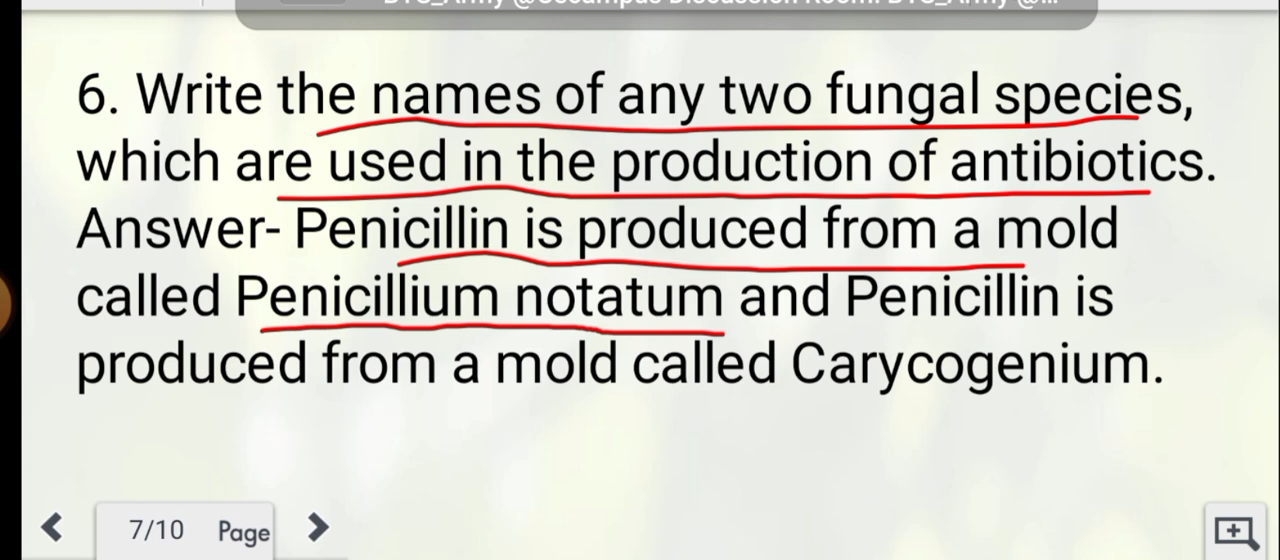 6. Write the names of any two fungal species,
which are used in the production of antibiotics.
Answer- Penicillin is produced from a mold
called Penicillium notatum and Penicillin is
produced from a mold called Carycogenium.
7/10 Page